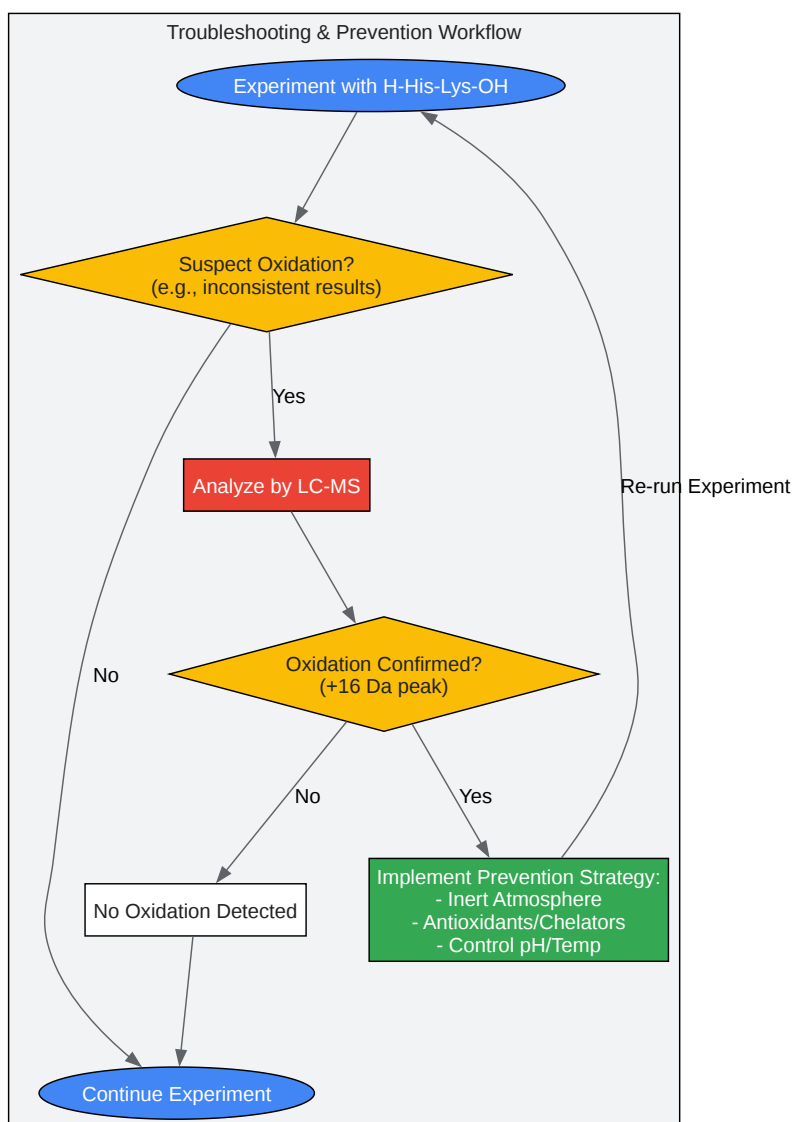 Troubleshooting & Prevention Workflow
Experiment with H-His-Lys-OH
Suspect Oxidation?
(e.g., inconsistent results)
Yes
Analyze by LC-MS
Re-run Experiment
Oxidation Confirmed?
(+16 Da peak)
No
No
Yes
Implement Prevention Strategy:
- Inert Atmosphere
- Antioxidants/Chelators
- Control pH/Temp
No Oxidation Detected
Continue Experiment